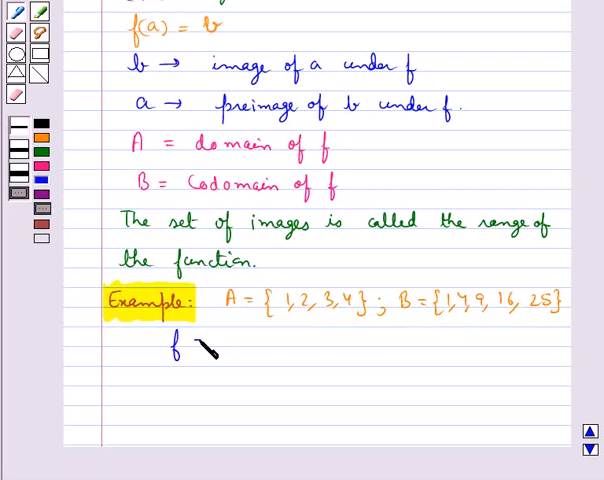 f(a) = b
b → image of a under f
a → preimage of b under f.
A = domain of f
B = Codomain of f
The set of images is called the range of
the function.
Example: A = { 1, 2, 3, 4 } ; B = {1, 4, 9, 16, 25}
f